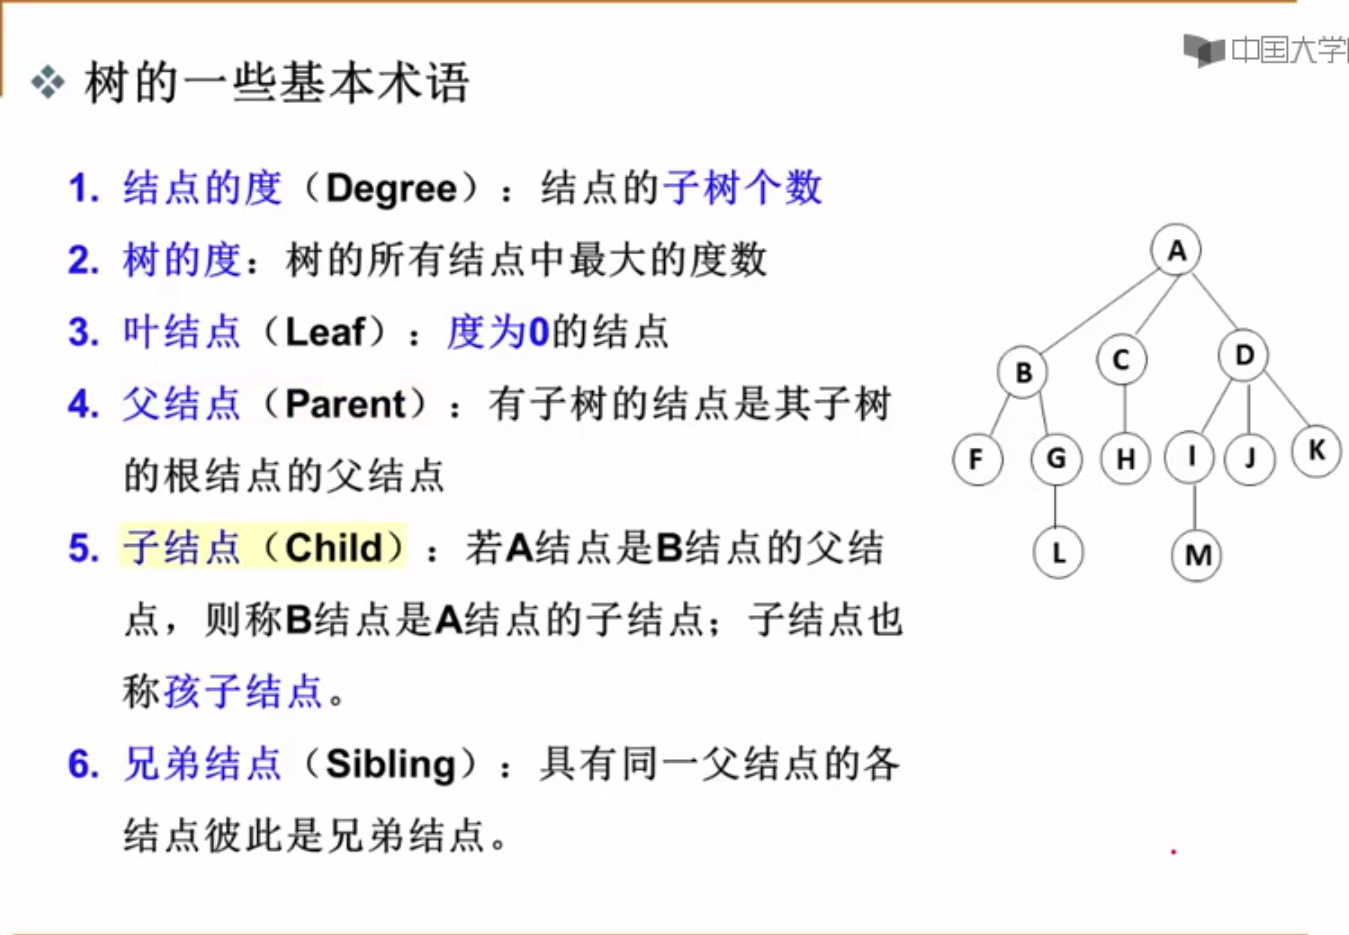 中国大学
树的一些基本术语
1. 结点的度（Degree）：结点的子树个数
2. 树的度：树的所有结点中最大的度数
3. 叶结点（Leaf）：度为0的结点
4. 父结点（Parent）：有子树的结点是其子树
的根结点的父结点
5. 子结点（Child）：若A结点是B结点的父结
点，则称B结点是A结点的子结点；子结点也
称孩子结点。
6. 兄弟结点（Sibling）：具有同一父结点的各
结点彼此是兄弟结点。
A
B C D
F G H I J K
L M